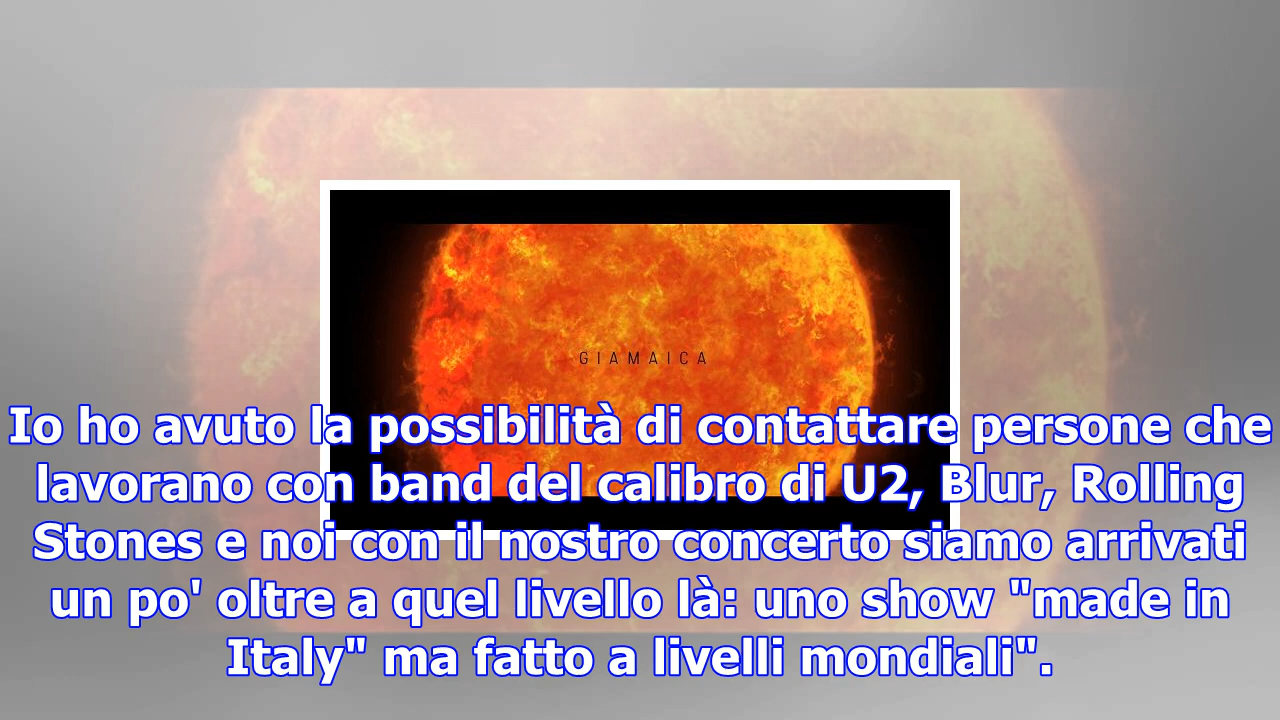 GIAMAICA
Io ho avuto la possibilità di contattare persone che
lavorano con band del calibro di U2, Blur, Rolling
Stones e noi con il nostro concerto siamo arrivati
un po' oltre a quel livello là: uno show "made in
Italy" ma fatto a livelli mondiali".